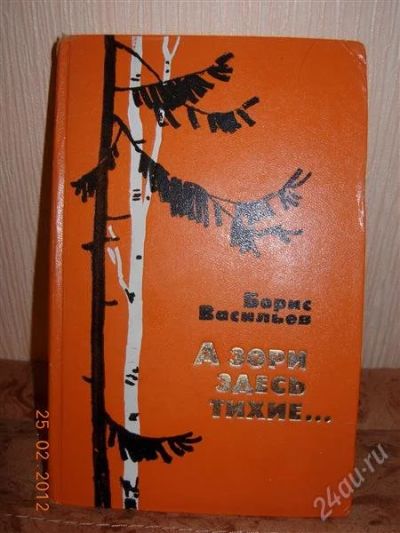 Борис
Васильев
А ЗОРИ
ЗДЕСЬ
ТИХИЕ...
25.02.2012
24au.ru